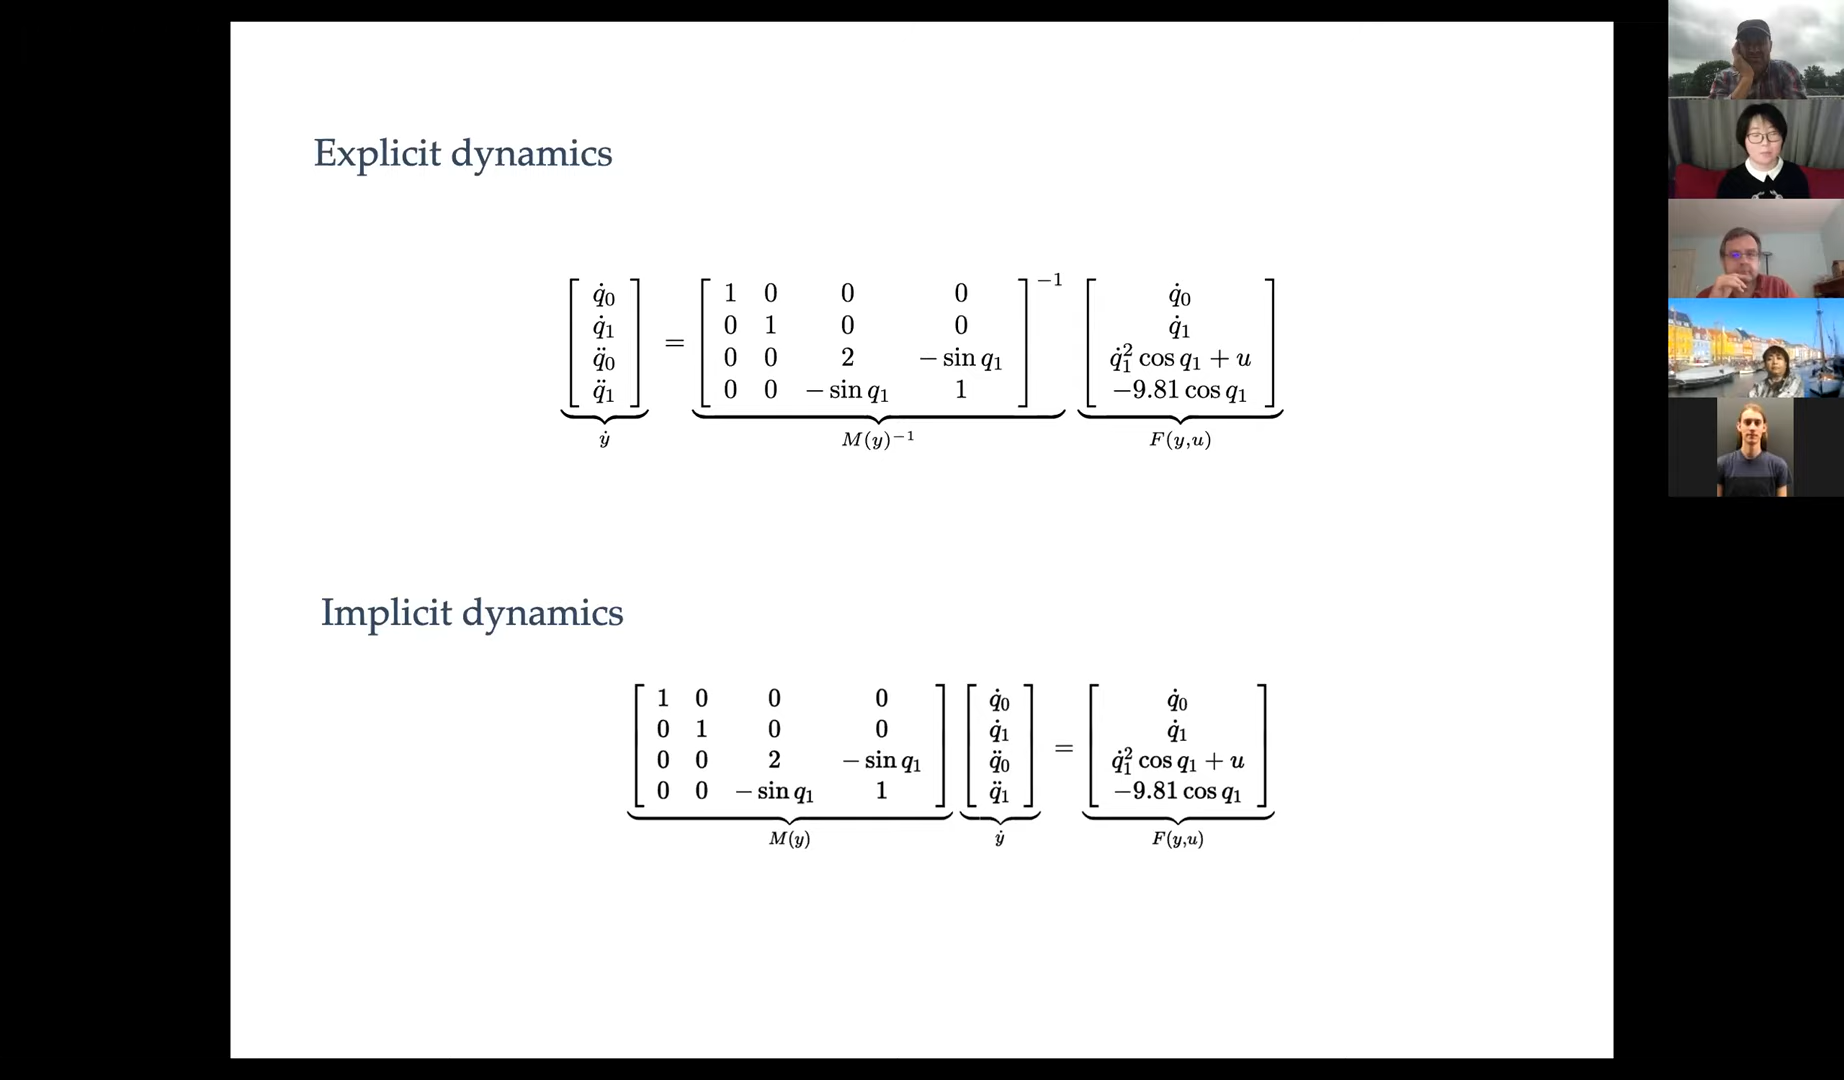 Explicit dynamics
[ q̇₀ ] = [ 1 0 0 0 ]⁻¹ [ q̇₀ ]
[ q̇₁ ] [ 0 1 0 0 ] [ q̇₁ ]
[ q̈₀ ] [ 0 0 2 − sin q₁ ] [ q̇₁² cos q₁ + u ]
[ q̈₁ ] [ 0 0 − sin q₁ 1 ] [ −9.81 cos q₁ ]
ẏ M(y)⁻¹ F(y,u)
Implicit dynamics
[ 1 0 0 0 ] [ q̇₀ ] = [ q̇₀ ]
[ 0 1 0 0 ] [ q̇₁ ] [ q̇₁ ]
[ 0 0 2 − sin q₁ ] [ q̈₀ ] [ q̇₁² cos q₁ + u ]
[ 0 0 − sin q₁ 1 ] [ q̈₁ ] [ −9.81 cos q₁ ]
M(y) ẏ F(y,u)